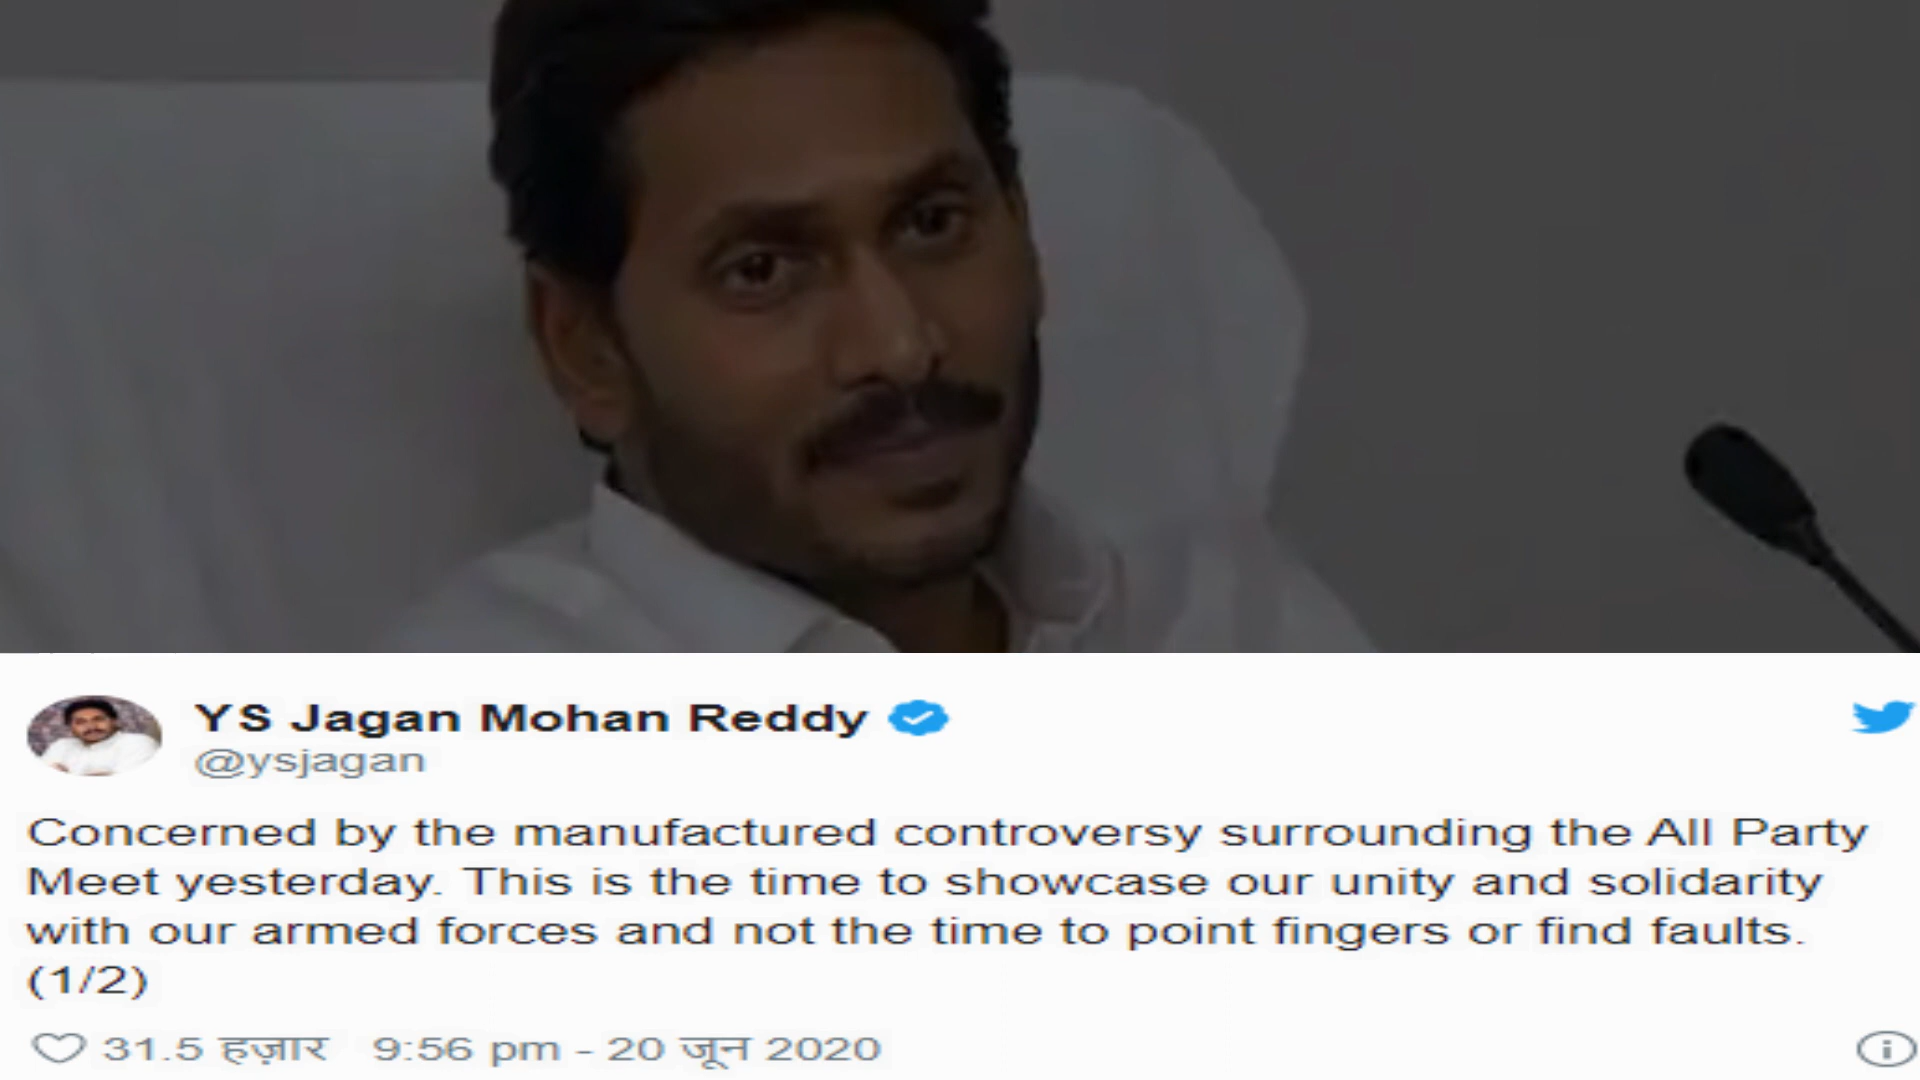 YS Jagan Mohan Reddy
@ysjagan
Concerned by the manufactured controversy surrounding the All Party
Meet yesterday. This is the time to showcase our unity and solidarity
with our armed forces and not the time to point fingers or find faults.
(1/2)
31.5 हज़ार 9:56 pm - 20 जून 2020